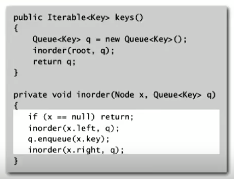 public Iterable<Key> keys()
{
    Queue<Key> q = new Queue<Key>();
    inorder(root, q);
    return q;
}
private void inorder(Node x, Queue<Key> q)
{
    if (x == null) return;
    inorder(x.left, q);
    q.enqueue(x.key);
    inorder(x.right, q);
}